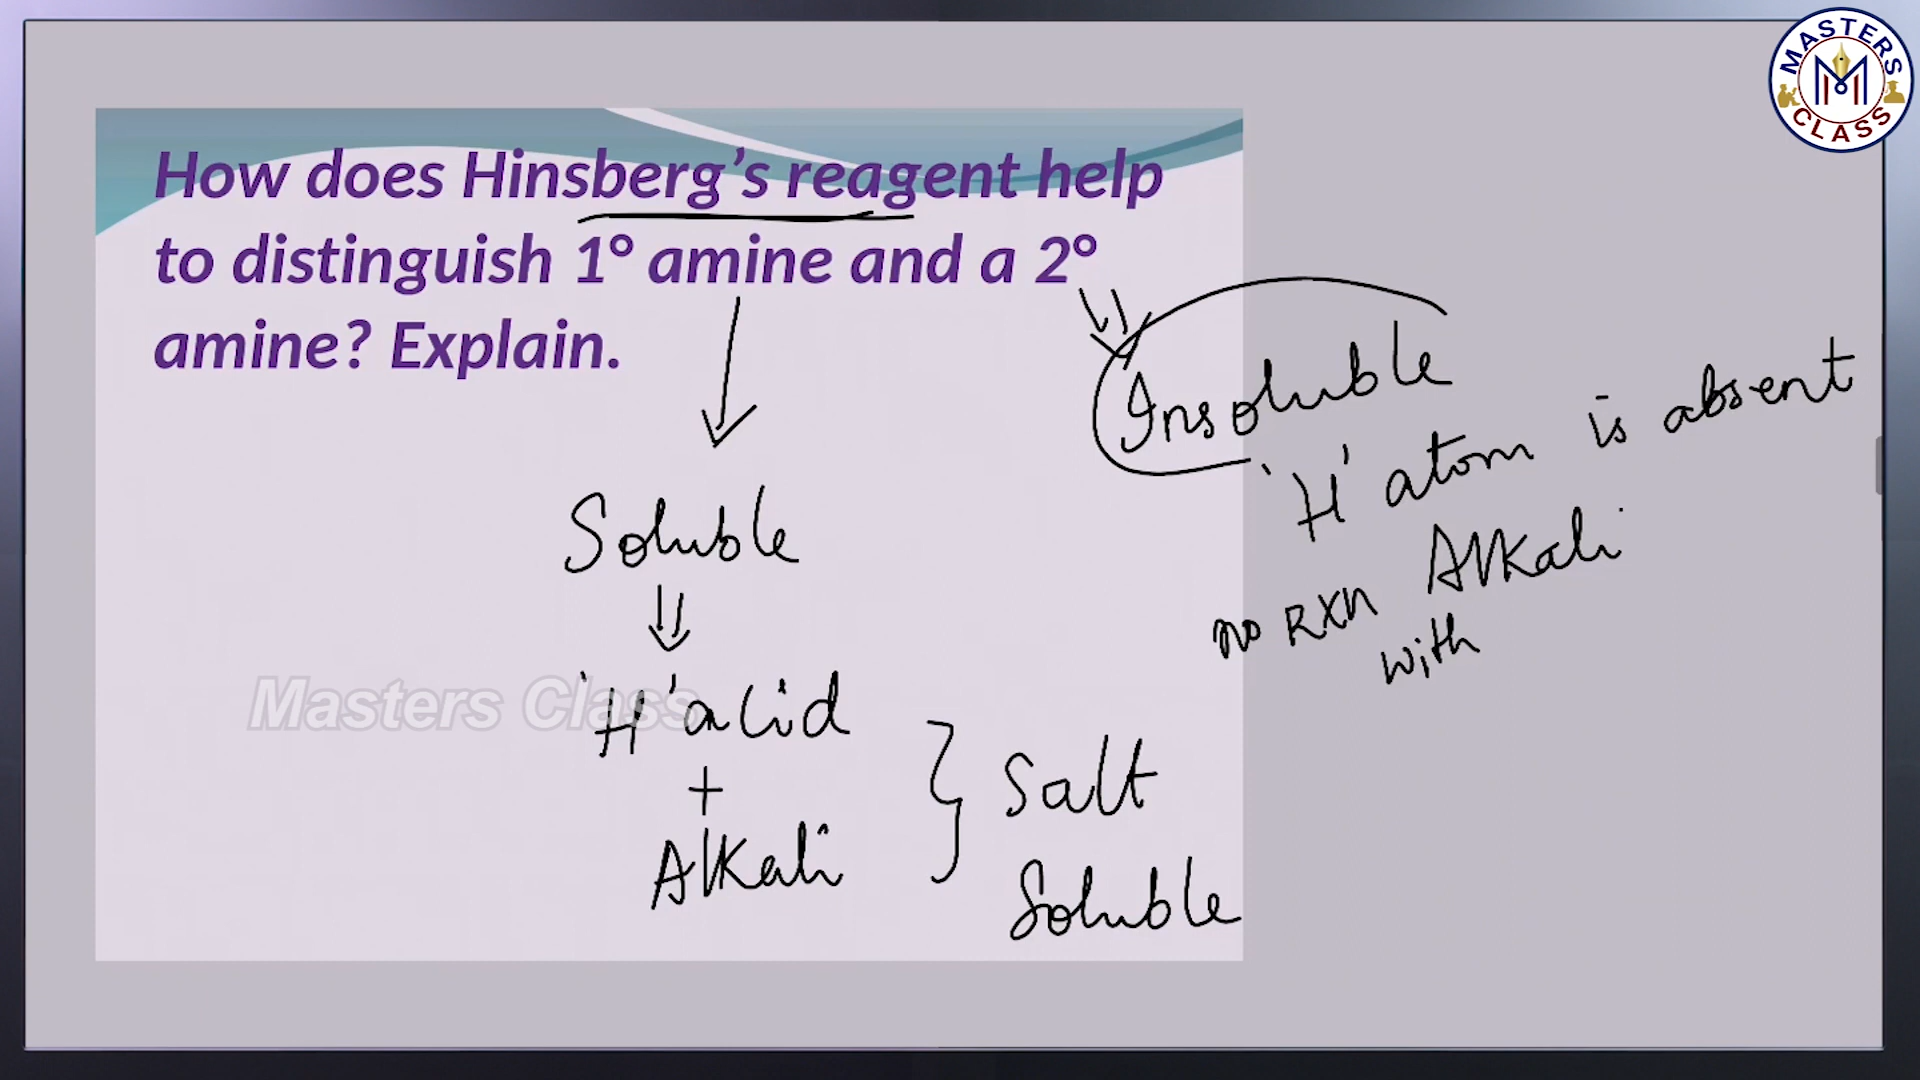 MASTERS
M
CLASS
How does Hinsberg's reagent help
to distinguish 1° amine and a 2°
amine? Explain.
Insoluble
'H' atom is absent
no RXN Alkali
with
Soluble
'H' acid
+
Alkali
Salt
Soluble
Masters Class